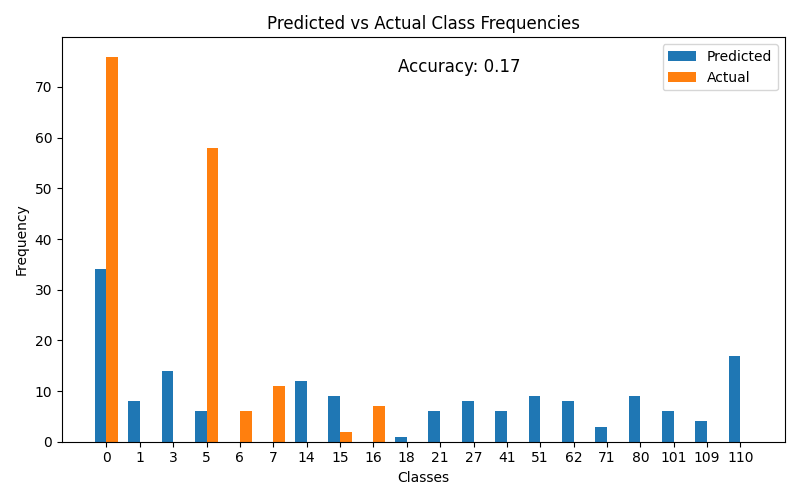 Predicted vs Actual Class Frequencies
Accuracy: 0.17
Predicted
Actual
70
60
50
40
30
20
10
0
Frequency
0 1 3 5 6 7 14 15 16 18 21 27 41 51 62 71 80 101 109 110
Classes